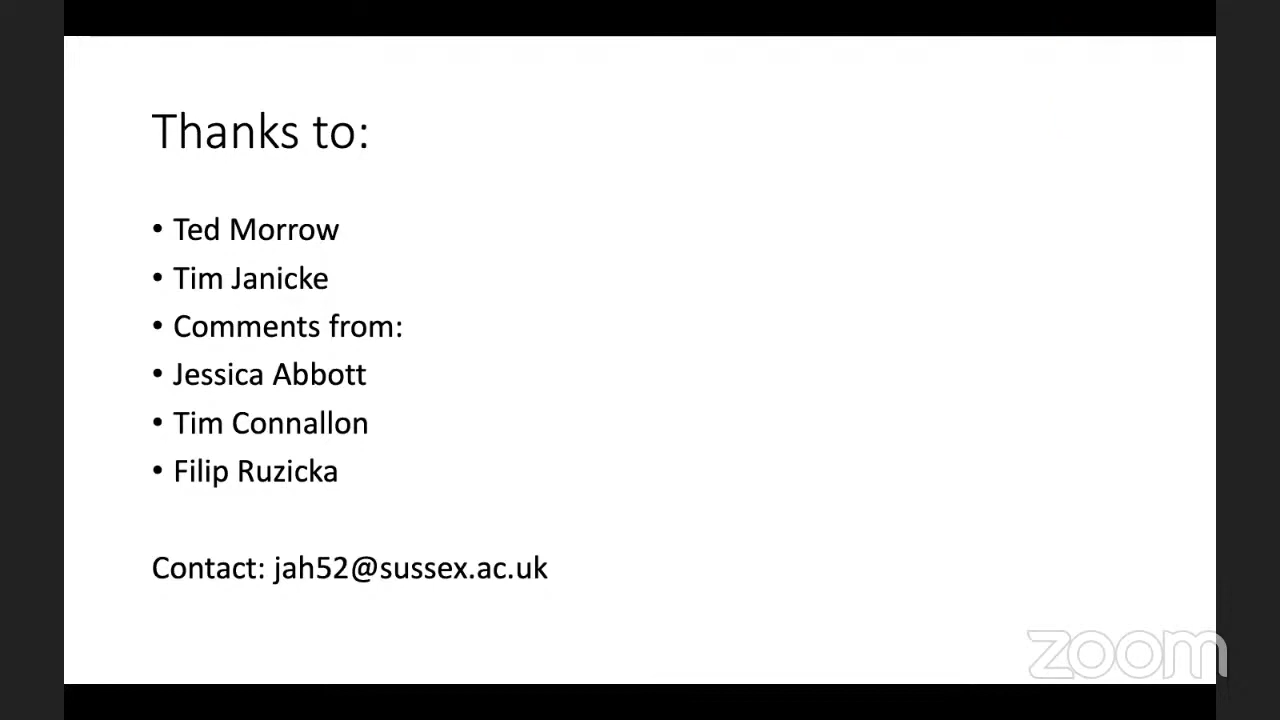 Thanks to:
• Ted Morrow
• Tim Janicke
• Comments from:
• Jessica Abbott
• Tim Connallon
• Filip Ruzicka
Contact: jah52@sussex.ac.uk
zoom